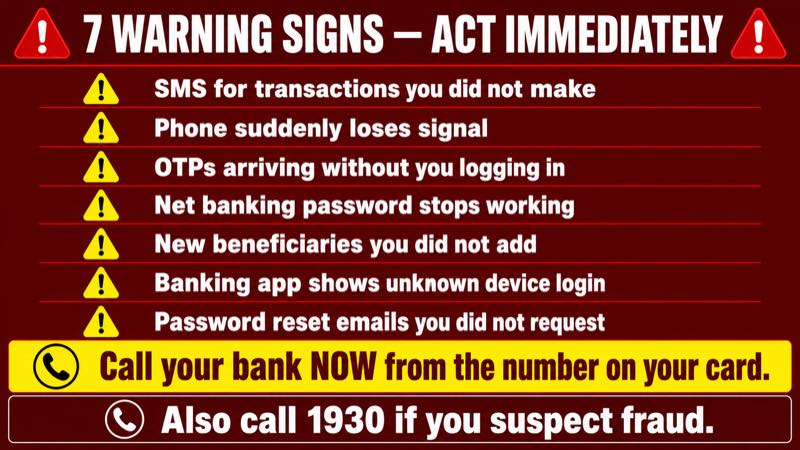 7 WARNING SIGNS — ACT IMMEDIATELY
SMS for transactions you did not make
Phone suddenly loses signal
OTPs arriving without you logging in
Net banking password stops working
New beneficiaries you did not add
Banking app shows unknown device login
Password reset emails you did not request
Call your bank NOW from the number on your card.
Also call 1930 if you suspect fraud.